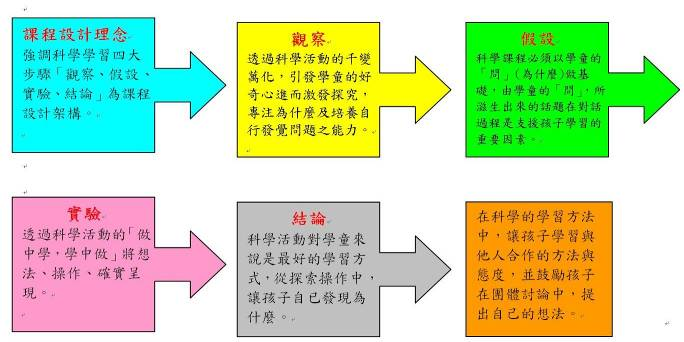 課程設計理念
強調科學學習四大
步驟「觀察、假設、
實驗、結論」為課程
設計架構。
觀察
透過科學活動的千變
萬化，引發學童的好
奇心進而激發探究，
專注為什麼及培養自
行發覺問題之能力。
假設
科學課程必須以學童的
「問」(為什麼)做基
礎，由學童的「問」所
滋生出來的話題在對話
過程是支援孩子學習的
重要因素。
實驗
透過科學活動的「做
中學，學中做」將想
法、操作、確實呈
現。
結論
科學活動對學童來
說是最好的學習方
式，從探索操作中，
讓孩子自己發現為
什麼。
在科學的學習方法
中，讓孩子學習與
他人合作的方法與
態度，並鼓勵孩子
在團體討論中，提
出自己的想法。